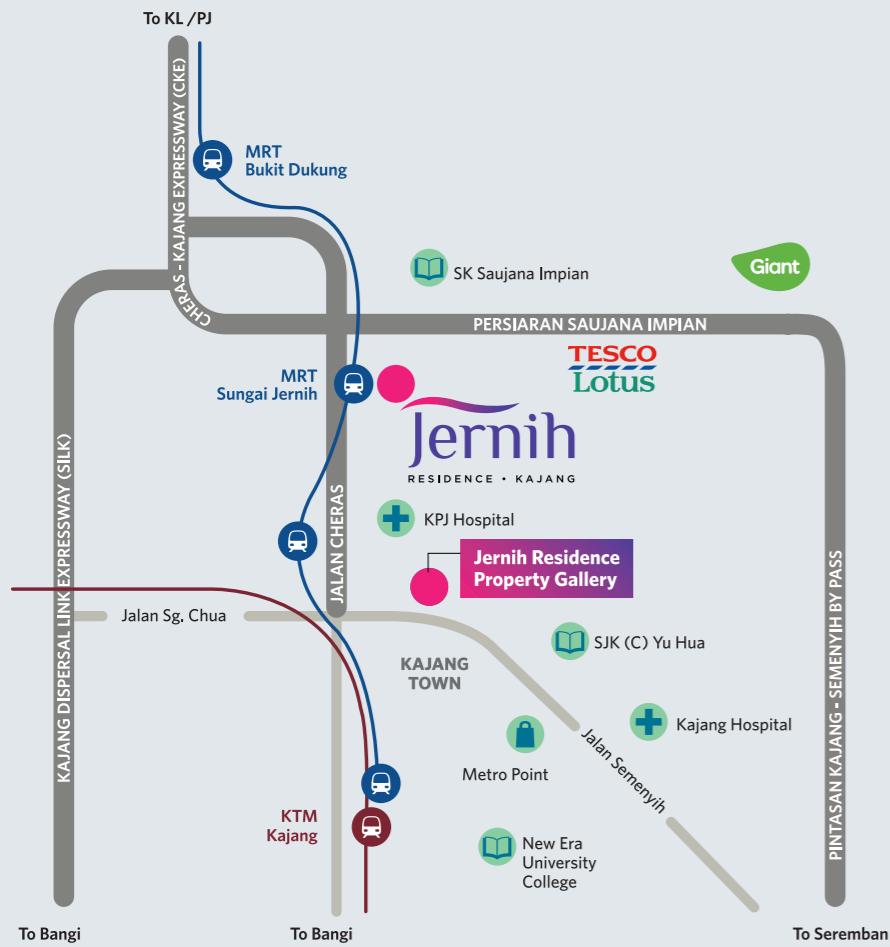 To KL /PJ
CHERAS - KAJANG EXPRESSWAY (CKE)
MRT
Bukit Dukung
SK Saujana Impian
Giant
CHERAS
PERSIARAN SAUJANA IMPIAN
TESCO
Lotus
MRT
Sungai Jernih
Jernih
RESIDENCE • KAJANG
KAJANG DISPERSAL LINK EXPRESSWAY (SILK)
JALAN CHERAS
KPJ Hospital
Jernih Residence
Property Gallery
Jalan Sg. Chua
KAJANG
TOWN
SJK (C) Yu Hua
Kajang Hospital
Metro Point
Jalan Semenyih
PINTASAN KAJANG - SEMENYIH BY PASS
KTM
Kajang
New Era
University
College
To Bangi
To Bangi
To Seremban